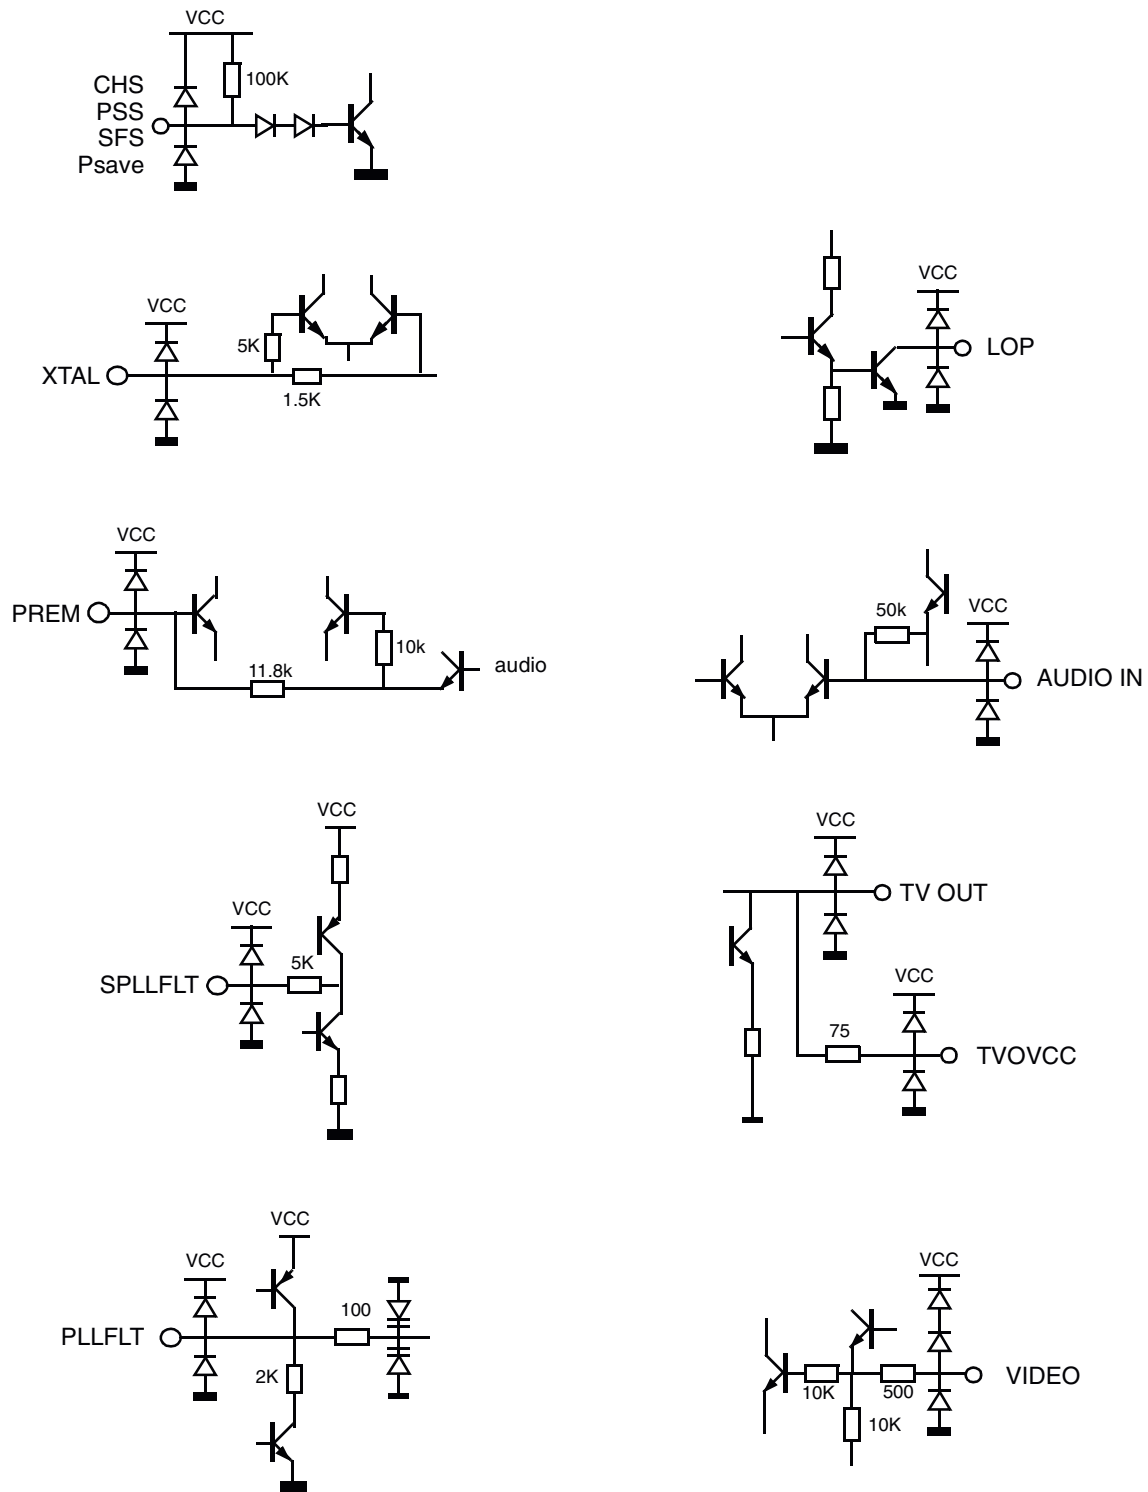 VCC
CHS
PSS
SFS
Psave
100K
VCC
XTAL
5K
1.5K
VCC
LOP
VCC
PREM
11.8k
10k
audio
50k
VCC
AUDIO IN
VCC
VCC
SPLLFLT
5K
VCC
TV OUT
VCC
75
TVOVCC
VCC
VCC
PLLFLT
100
2K
VCC
10K
500
VIDEO
10K